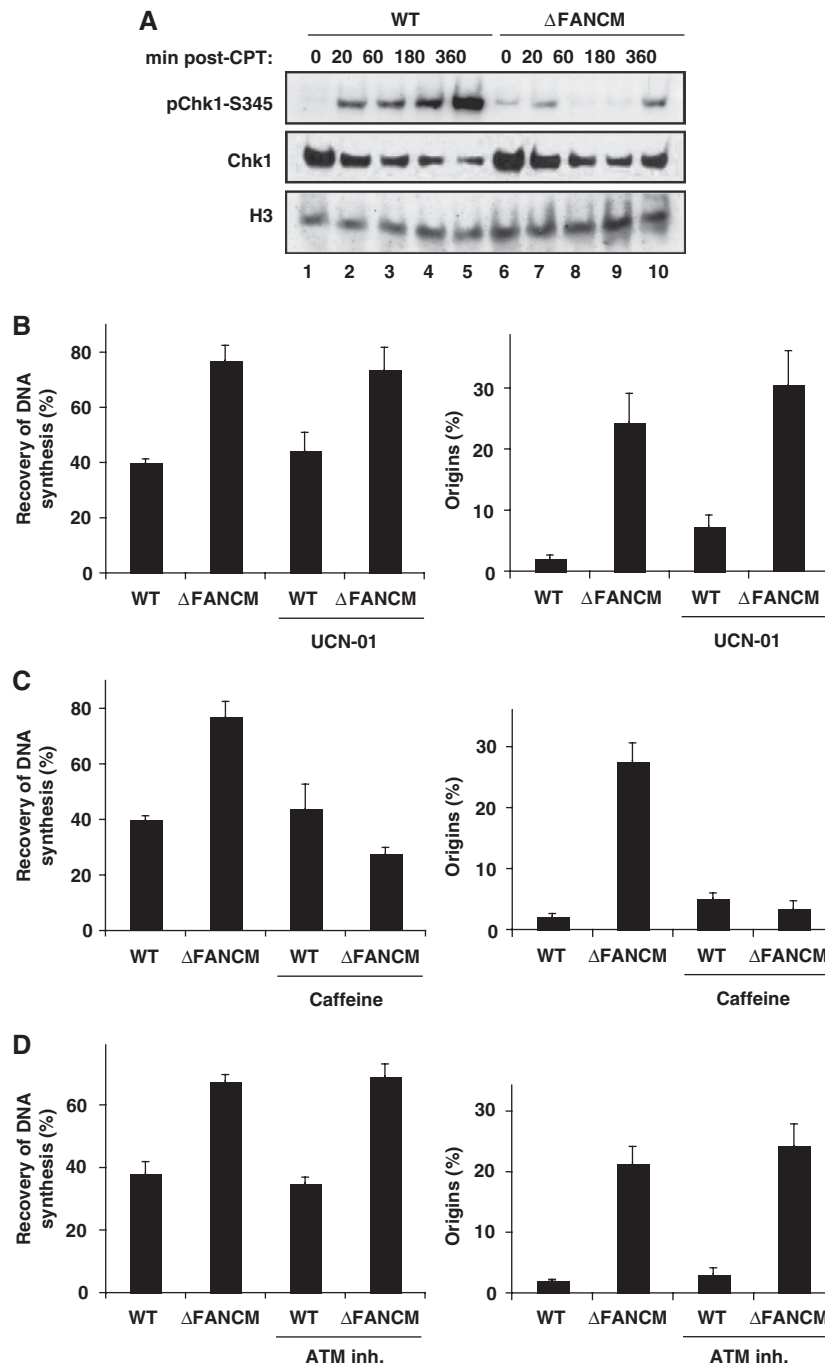 A
WT ΔFANCM
min post-CPT: 0 20 60 180 360 0 20 60 180 360
pChk1-S345
Chk1
H3
1 2 3 4 5 6 7 8 9 10
B
Recovery of DNA
synthesis (%)
80
60
40
20
0
WT ΔFANCM WT ΔFANCM
UCN-01
Origins (%)
30
20
10
0
WT ΔFANCM WT ΔFANCM
UCN-01
C
Recovery of DNA
synthesis (%)
80
60
40
20
0
WT ΔFANCM WT ΔFANCM
Caffeine
Origins (%)
30
20
10
0
WT ΔFANCM WT ΔFANCM
Caffeine
D
Recovery of DNA
synthesis (%)
60
40
20
0
WT ΔFANCM WT ΔFANCM
ATM inh.
Origins (%)
30
20
10
0
WT ΔFANCM WT ΔFANCM
ATM inh.